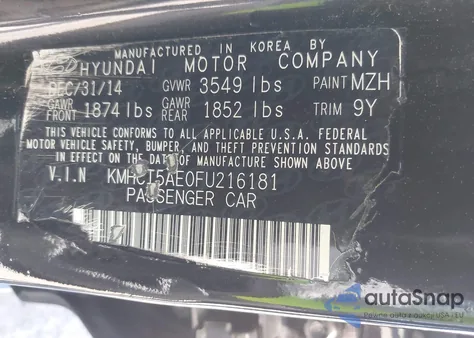 MANUFACTURED IN KOREA BY
HYUNDAI MOTOR COMPANY
DEC/31/14 GVWR 3549 lbs PAINT MZH
GAWR FRONT 1874 lbs GAWR REAR 1852 lbs TRIM 9Y
THIS VEHICLE CONFORMS TO ALL APPLICABLE U.S.A. FEDERAL
MOTOR VEHICLE SAFETY, BUMPER, AND THEFT PREVENTION STANDARDS
IN EFFECT ON THE DATE OF MANUFACTURE SHOWN ABOVE
V.I.N
PASSENGER CAR
autaSnap